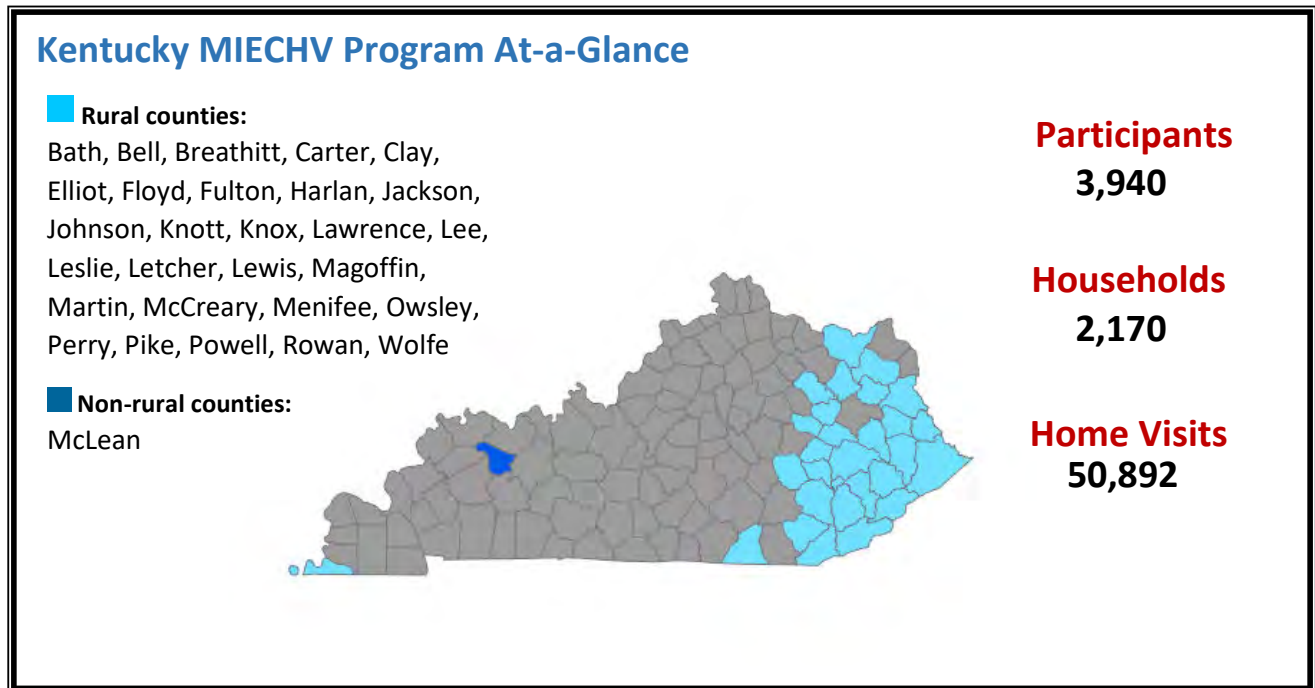 Kentucky MIECHV Program At-a-Glance
Rural counties:
Bath, Bell, Breathitt, Carter, Clay,
Elliot, Floyd, Fulton, Harlan, Jackson,
Johnson, Knott, Knox, Lawrence, Lee,
Leslie, Letcher, Lewis, Magoffin,
Martin, McCreary, Menifee, Owsley,
Perry, Pike, Powell, Rowan, Wolfe
Non-rural counties:
McLean
Participants
3,940
Households
2,170
Home Visits
50,892